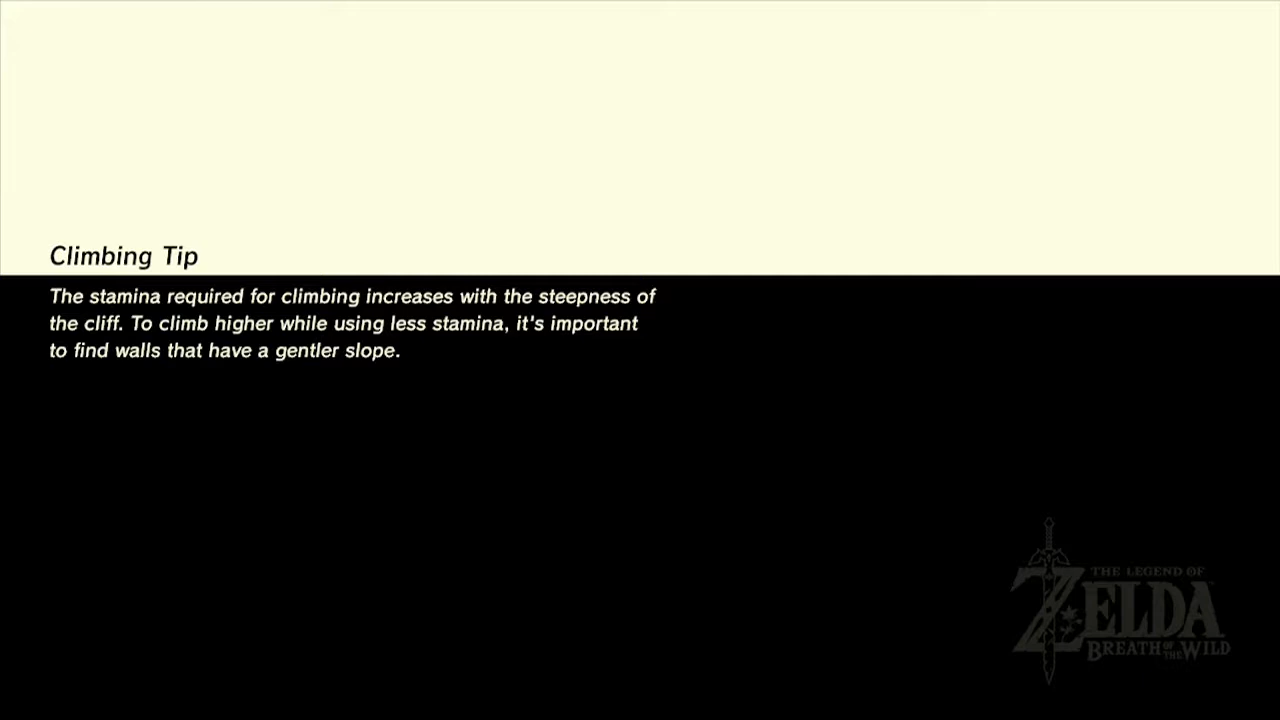 Climbing Tip
The stamina required for climbing increases with the steepness of
the cliff. To climb higher while using less stamina, it's important
to find walls that have a gentler slope.
THE LEGEND OF
ZELDA
BREATH OF THE WILD